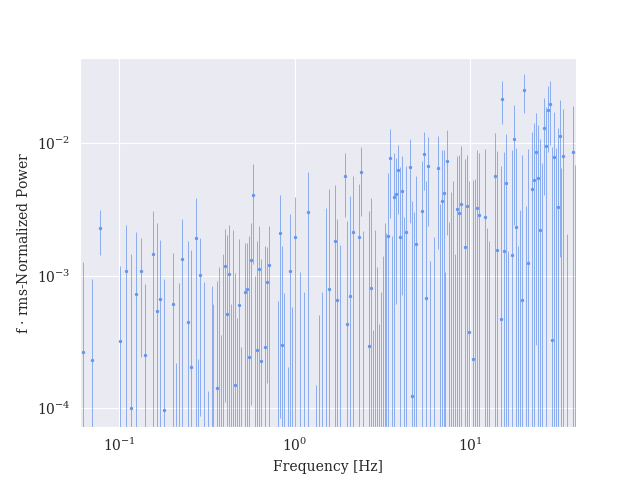 f · rms-Normalized Power
10⁻²
10⁻³
10⁻⁴
10⁻¹ 10⁰ 10¹
Frequency [Hz]